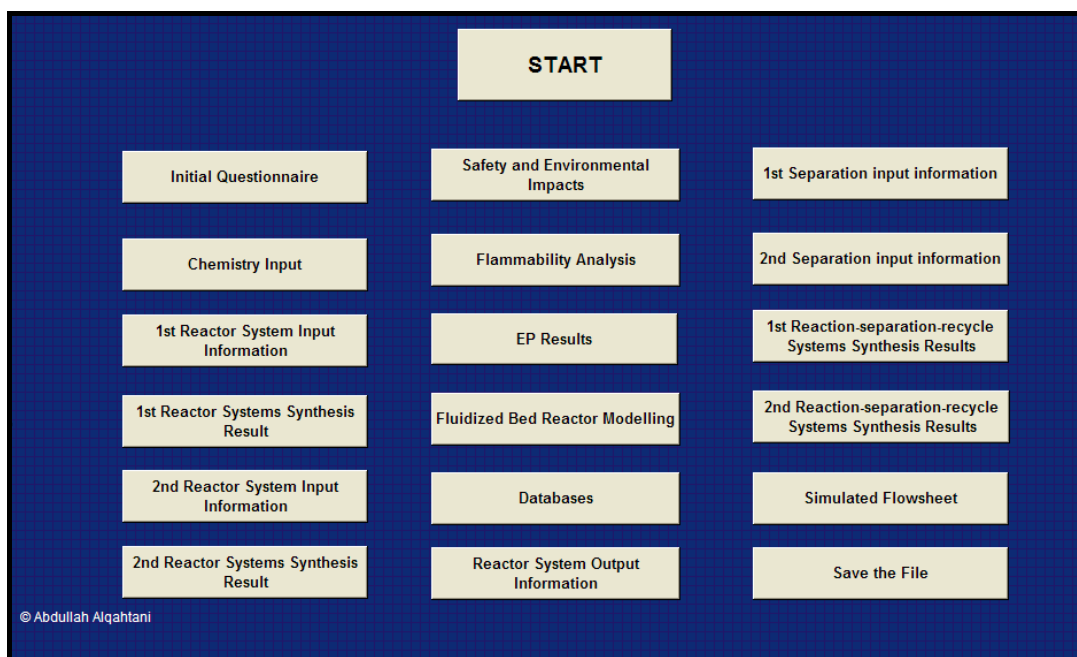 START
Initial Questionnaire
Chemistry Input
1st Reactor System Input
Information
1st Reactor Systems Synthesis
Result
2nd Reactor System Input
Information
2nd Reactor Systems Synthesis
Result
Safety and Environmental
Impacts
Flammability Analysis
EP Results
Fluidized Bed Reactor Modelling
Databases
Reactor System Output
Information
1st Separation input information
2nd Separation input information
1st Reaction-separation-recycle
Systems Synthesis Results
2nd Reaction-separation-recycle
Systems Synthesis Results
Simulated Flowsheet
Save the File
© Abdullah Alqahtani